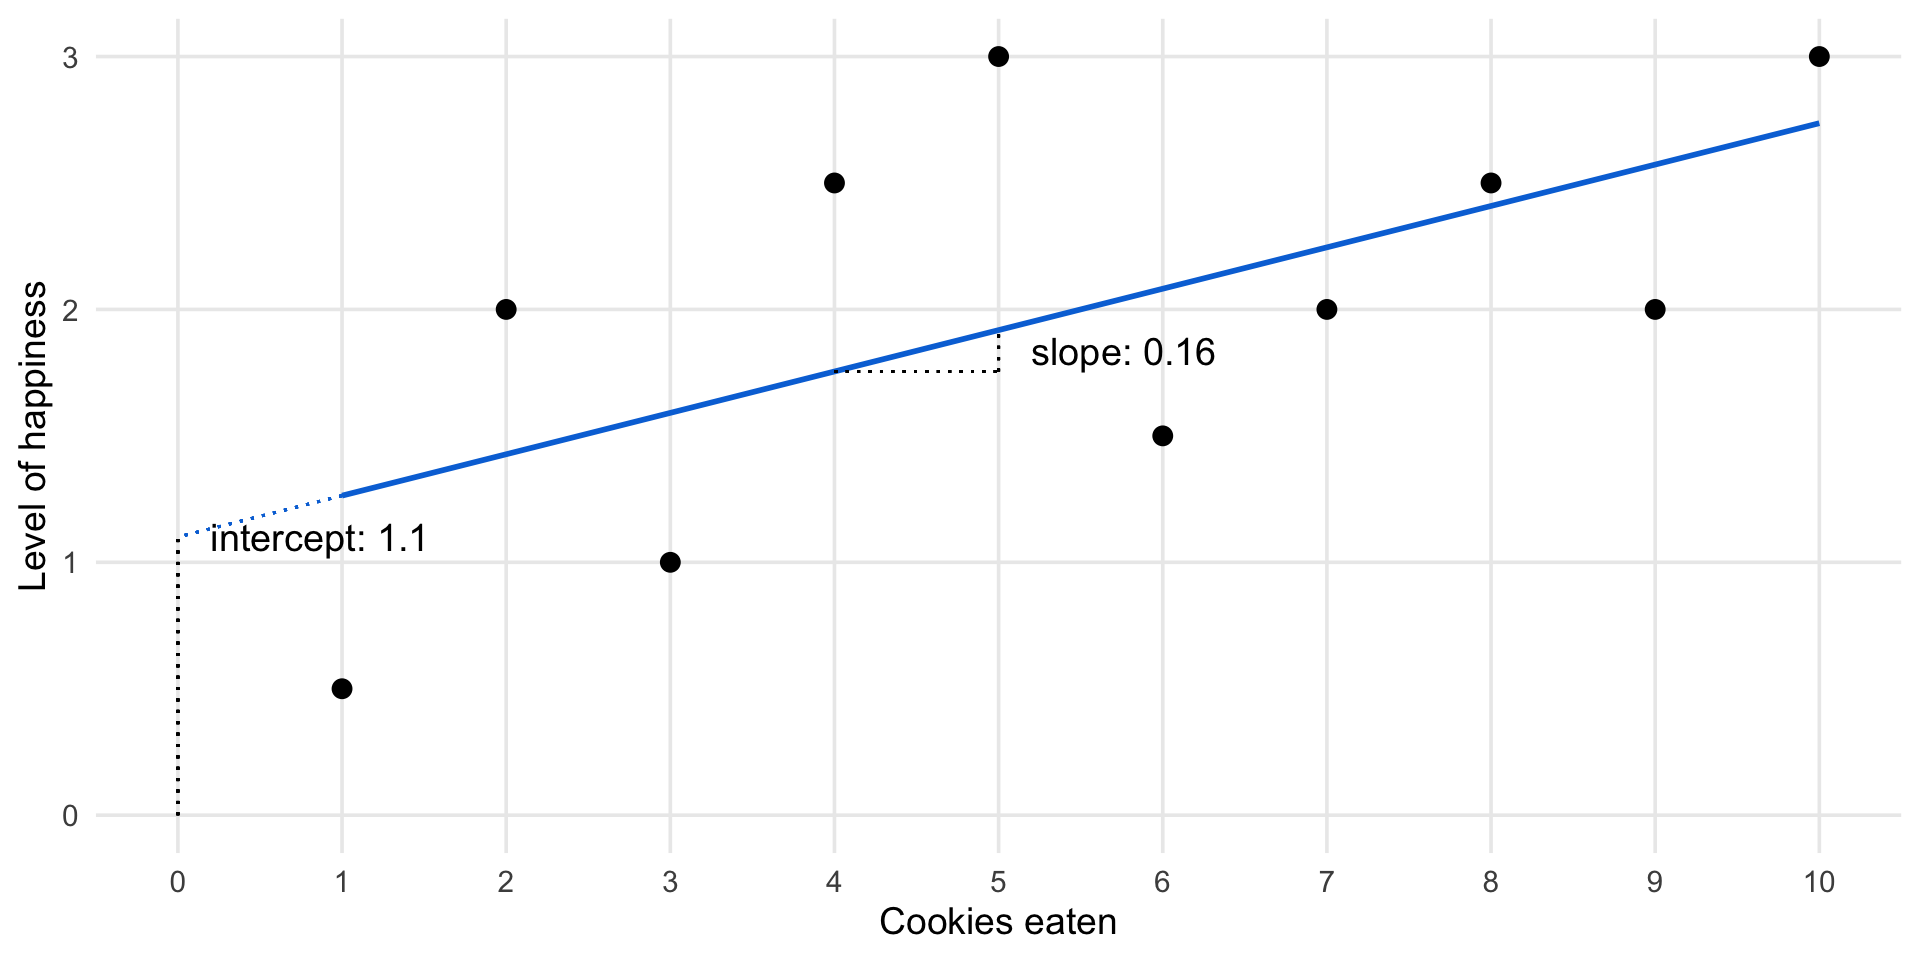 3
2
1
0
Level of happiness
slope: 0.16
intercept: 1.1
0 1 2 3 4 5 6 7 8 9 10
Cookies eaten